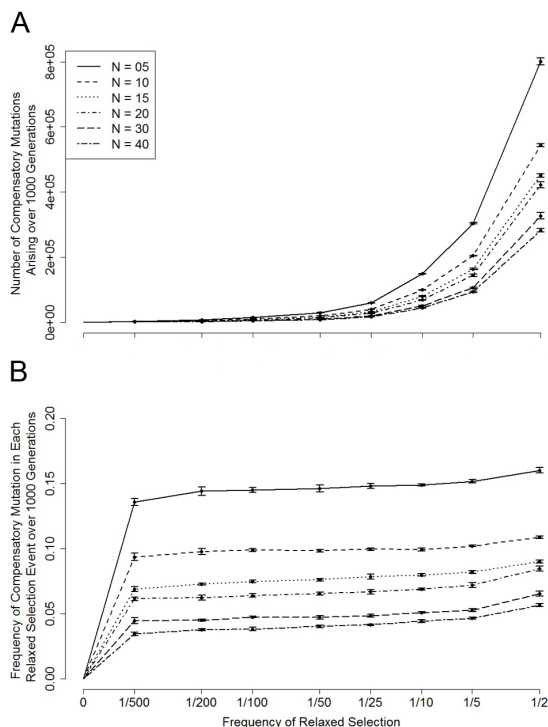 A
N = 05
N = 10
N = 15
N = 20
N = 30
N = 40
Number of Compensatory Mutations
Arising over 1000 Generations
8e+05
6e+05
4e+05
2e+05
0e+00
B
Frequency of Compensatory Mutation in Each
Relaxed Selection Event over 1000 Generations
0.20
0.15
0.10
0.05
0.00
0 1/500 1/200 1/100 1/50 1/25 1/10 1/5 1/2
Frequency of Relaxed Selection